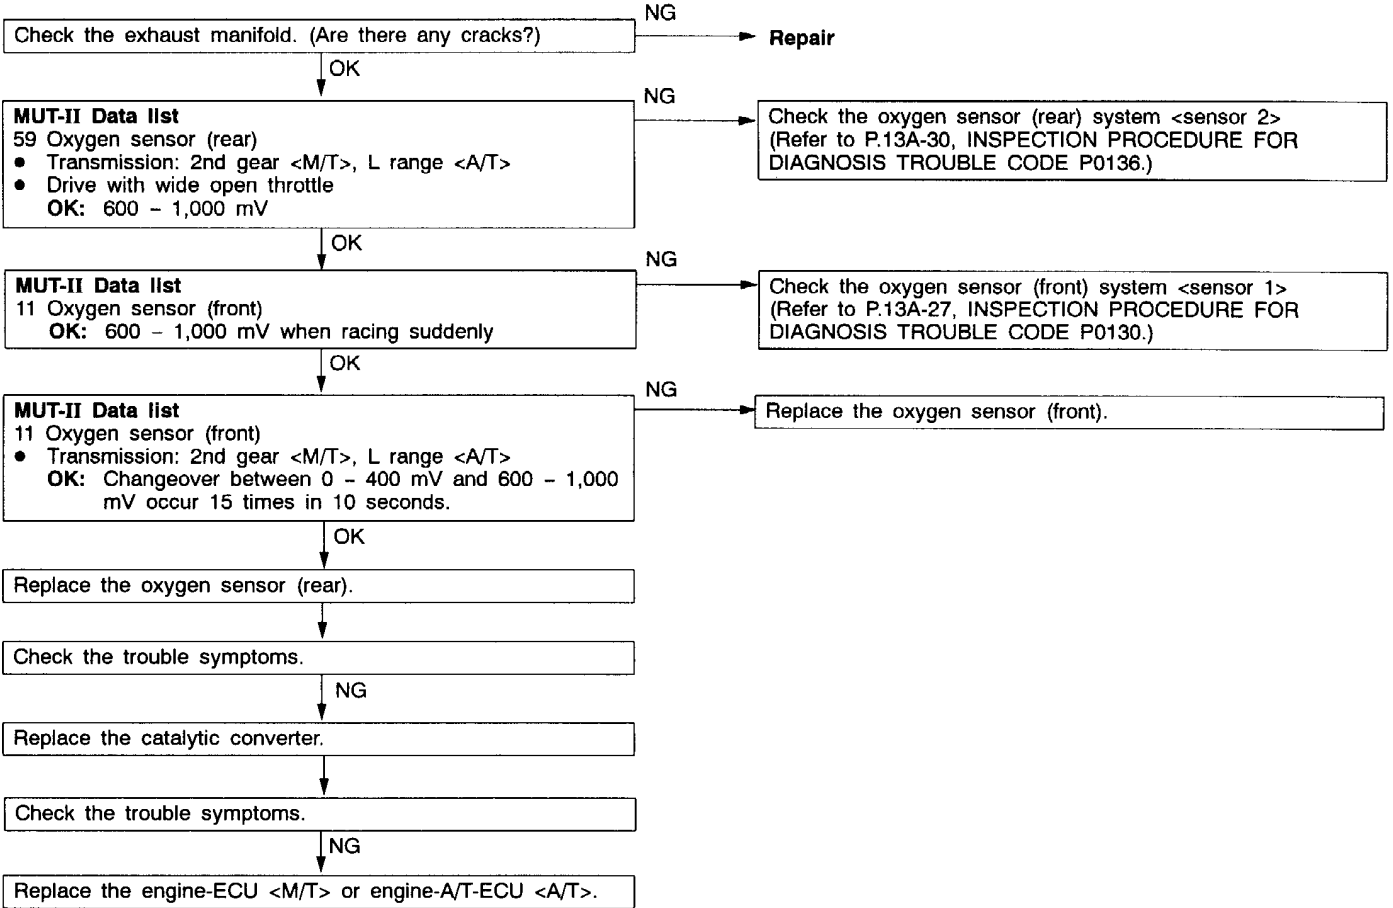 Check the exhaust manifold. (Are there any cracks?)
NG
Repair
OK
MUT-II Data list
59 Oxygen sensor (rear)
● Transmission: 2nd gear <M/T>, L range <A/T>
● Drive with wide open throttle
OK: 600 – 1,000 mV
NG
Check the oxygen sensor (rear) system <sensor 2>
(Refer to P.13A-30, INSPECTION PROCEDURE FOR
DIAGNOSIS TROUBLE CODE P0136.)
OK
MUT-II Data list
11 Oxygen sensor (front)
OK: 600 – 1,000 mV when racing suddenly
NG
Check the oxygen sensor (front) system <sensor 1>
(Refer to P.13A-27, INSPECTION PROCEDURE FOR
DIAGNOSIS TROUBLE CODE P0130.)
OK
MUT-II Data list
11 Oxygen sensor (front)
● Transmission: 2nd gear <M/T>, L range <A/T>
OK: Changeover between 0 – 400 mV and 600 – 1,000
mV occur 15 times in 10 seconds.
NG
Replace the oxygen sensor (front).
OK
Replace the oxygen sensor (rear).
Check the trouble symptoms.
NG
Replace the catalytic converter.
Check the trouble symptoms.
NG
Replace the engine-ECU <M/T> or engine-A/T-ECU <A/T>.